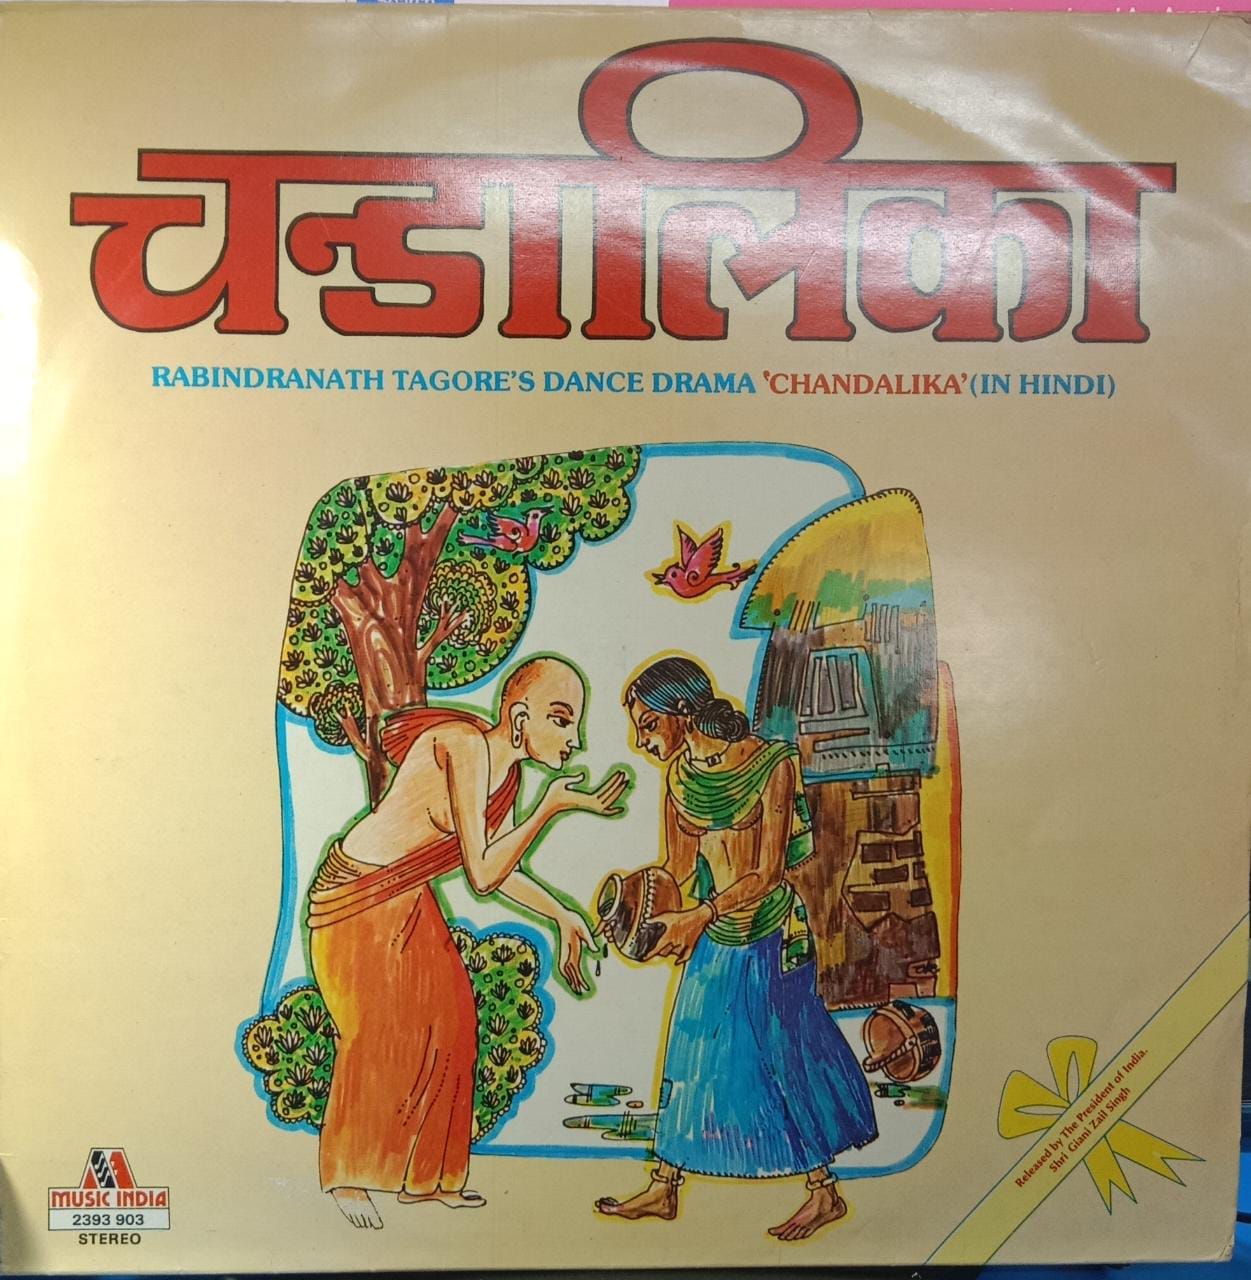 चन्डालिका
RABINDRANATH TAGORE'S DANCE DRAMA 'CHANDALIKA' (IN HINDI)
Released by The President of India.
Shri Giani Zail Singh
MUSIC INDIA
2393 903
STEREO